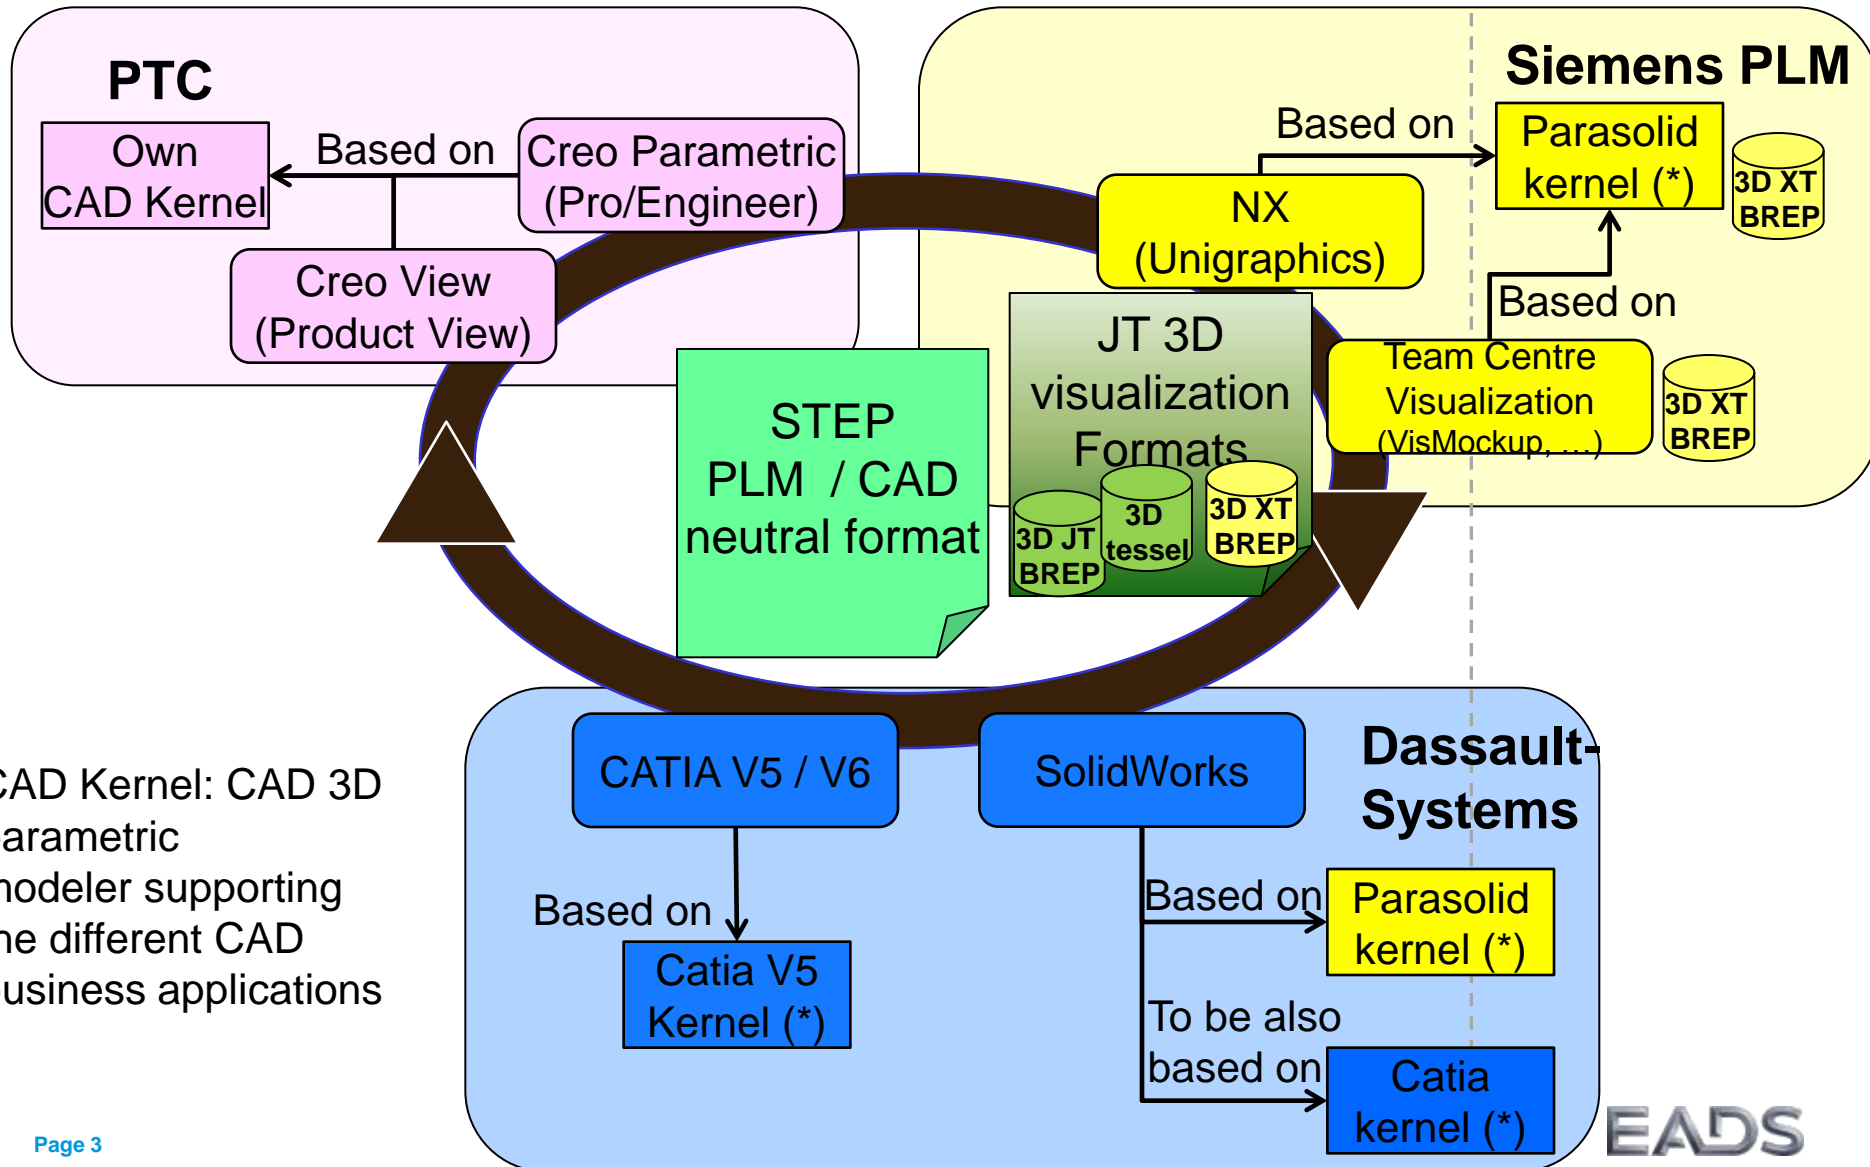 PTC
Own
CAD Kernel
Based on
Creo Parametric
(Pro/Engineer)
Creo View
(Product View)
Siemens PLM
Based on
Parasolid
kernel (*)
3D XT
BREP
NX
(Unigraphics)
Based on
Team Centre
Visualization
(VisMockup, …)
3D XT
BREP
STEP
PLM / CAD
neutral format
JT 3D
visualization
Formats
3D JT
BREP
3D
tessel
3D XT
BREP
CAD Kernel: CAD 3D
parametric
modeler supporting
the different CAD
business applications
Dassault-
Systems
CATIA V5 / V6
SolidWorks
Based on
Catia V5
Kernel (*)
Based on
Parasolid
kernel (*)
To be also
based on
Catia
kernel (*)
Page 3
EADS